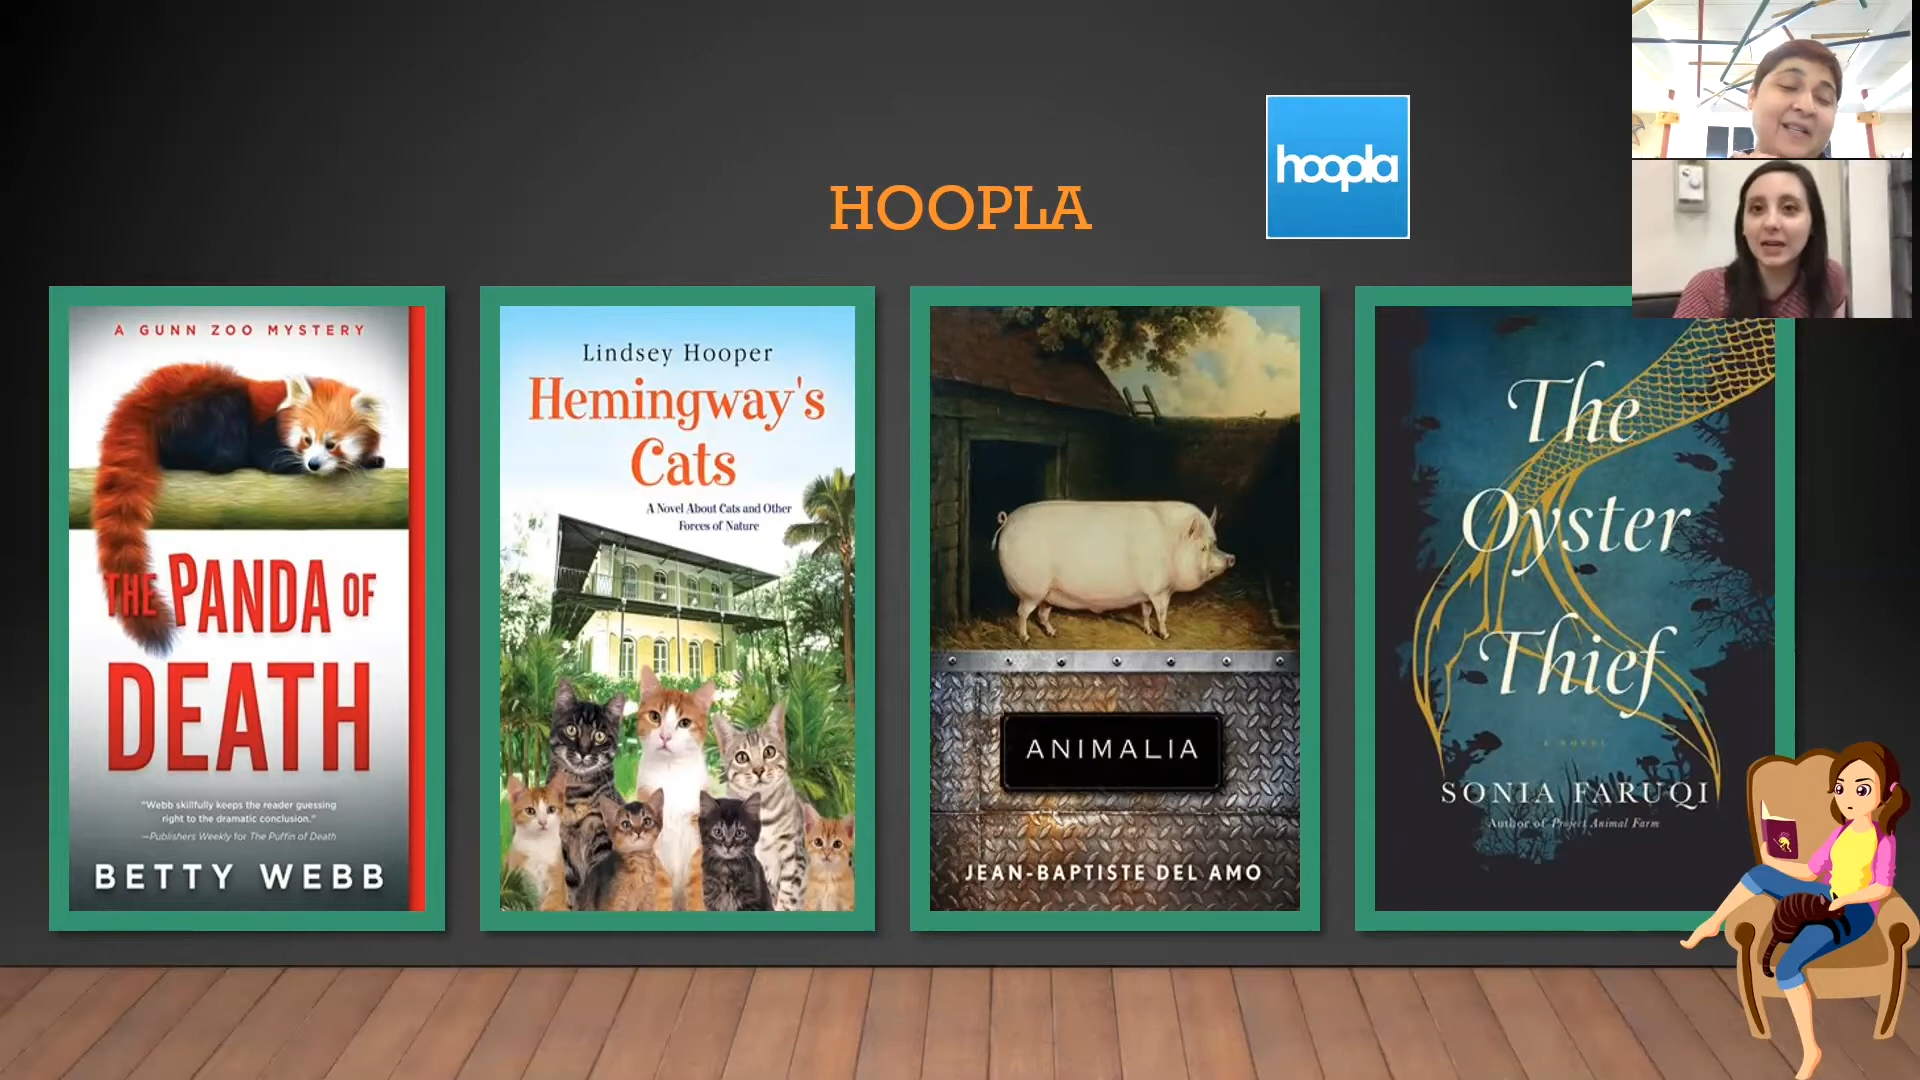 HOOPLA
hoopla
A GUNN ZOO MYSTERY
THE PANDA OF
DEATH
"Webb skillfully keeps the reader guessing
right to the dramatic conclusion."
—Publishers Weekly for The Puffin of Death
BETTY WEBB
Lindsey Hooper
Hemingway's
Cats
A Novel About Cats and Other
Forces of Nature
ANIMALIA
JEAN-BAPTISTE DEL AMO
The
Oyster
Thief
A NOVEL
SONIA FARUQI
Author of Project Animal Farm